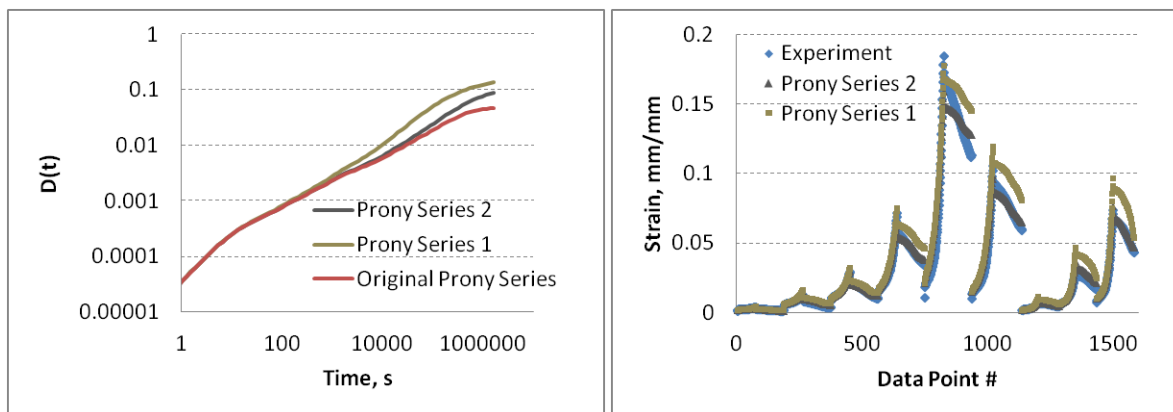 1
0.1
0.01
0.001
0.0001
0.00001
D(t)
Prony Series 2
Prony Series 1
Original Prony Series
1 100 10000 1000000
Time, s
0.2
0.15
0.1
0.05
0
Strain, mm/mm
Experiment
Prony Series 2
Prony Series 1
0 500 1000 1500
Data Point #